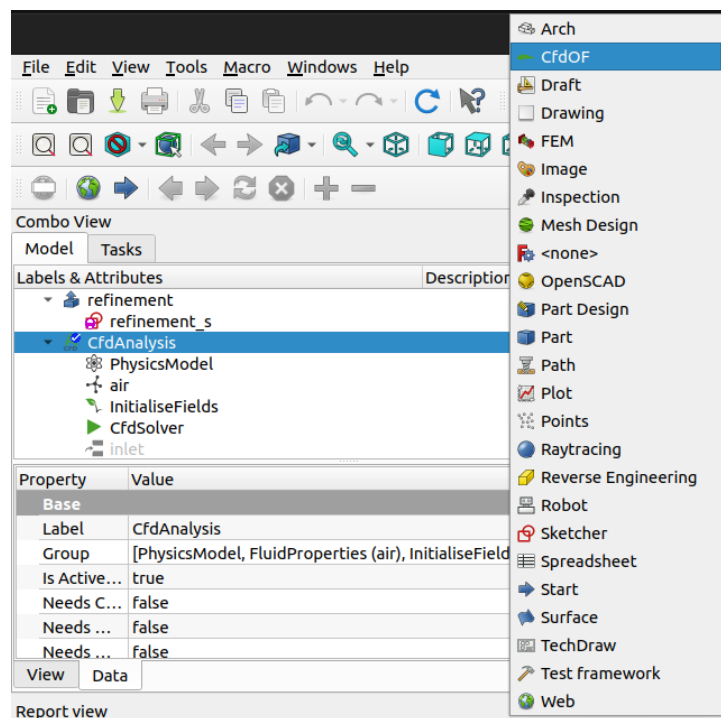 File Edit View Tools Macro Windows Help
Combo View
Model Tasks
Labels & Attributes Description
refinement
refinement_s
CfdAnalysis
PhysicsModel
air
InitialiseFields
CfdSolver
inlet
Property Value
Base
Label CfdAnalysis
Group [PhysicsModel, FluidProperties (air), InitialiseField
Is Active... true
Needs C... false
Needs ... false
Needs ... false
View Data
Report view
Arch
CfdOF
Draft
Drawing
FEM
Image
Inspection
Mesh Design
<none>
OpenSCAD
Part Design
Part
Path
Plot
Points
Raytracing
Reverse Engineering
Robot
Sketcher
Spreadsheet
Start
Surface
TechDraw
Test framework
Web